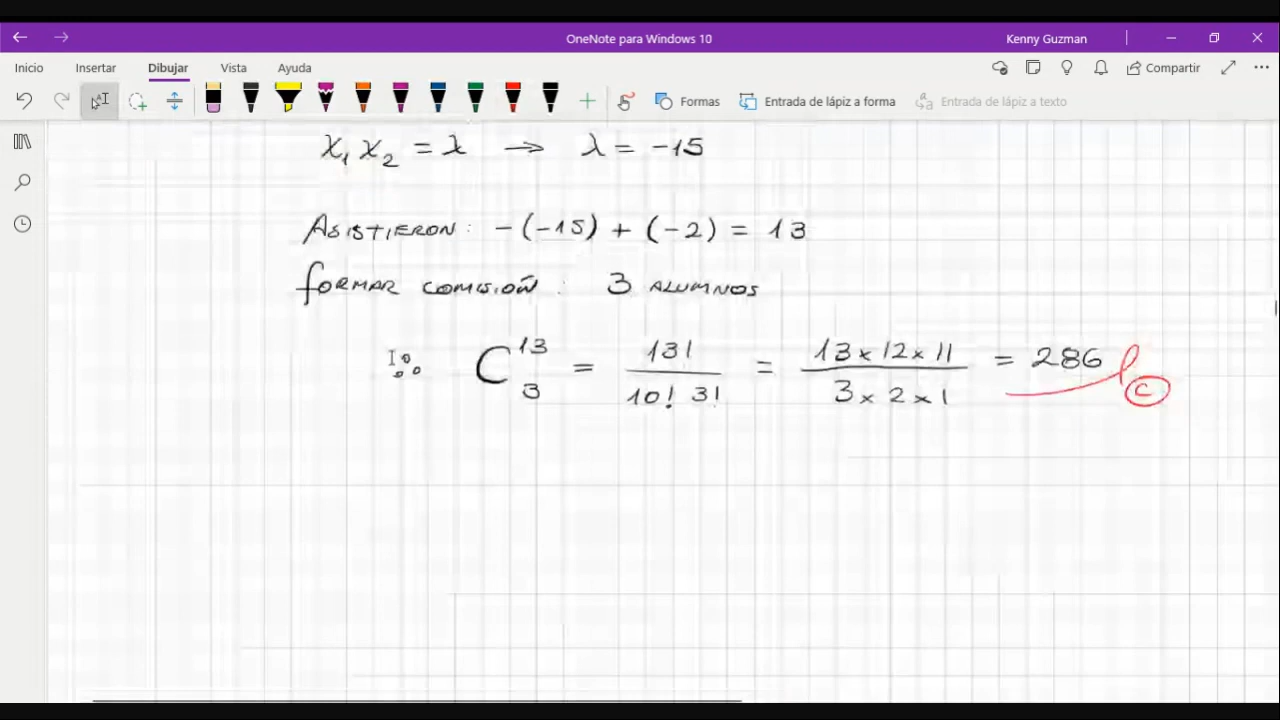 OneNote para Windows 10
Kenny Guzman
Inicio Insertar Dibujar Vista Ayuda
Compartir
Formas Entrada de lápiz a forma Entrada de lápiz a texto
x₁ x₂ = λ → λ = -15
ASISTIERON: -(-15) + (-2) = 13
FORMAR COMISIÓN: 3 ALUMNOS
∴ C¹³₃ = 13! / 10! 3! = 13 x 12 x 11 / 3 x 2 x 1 = 286
C